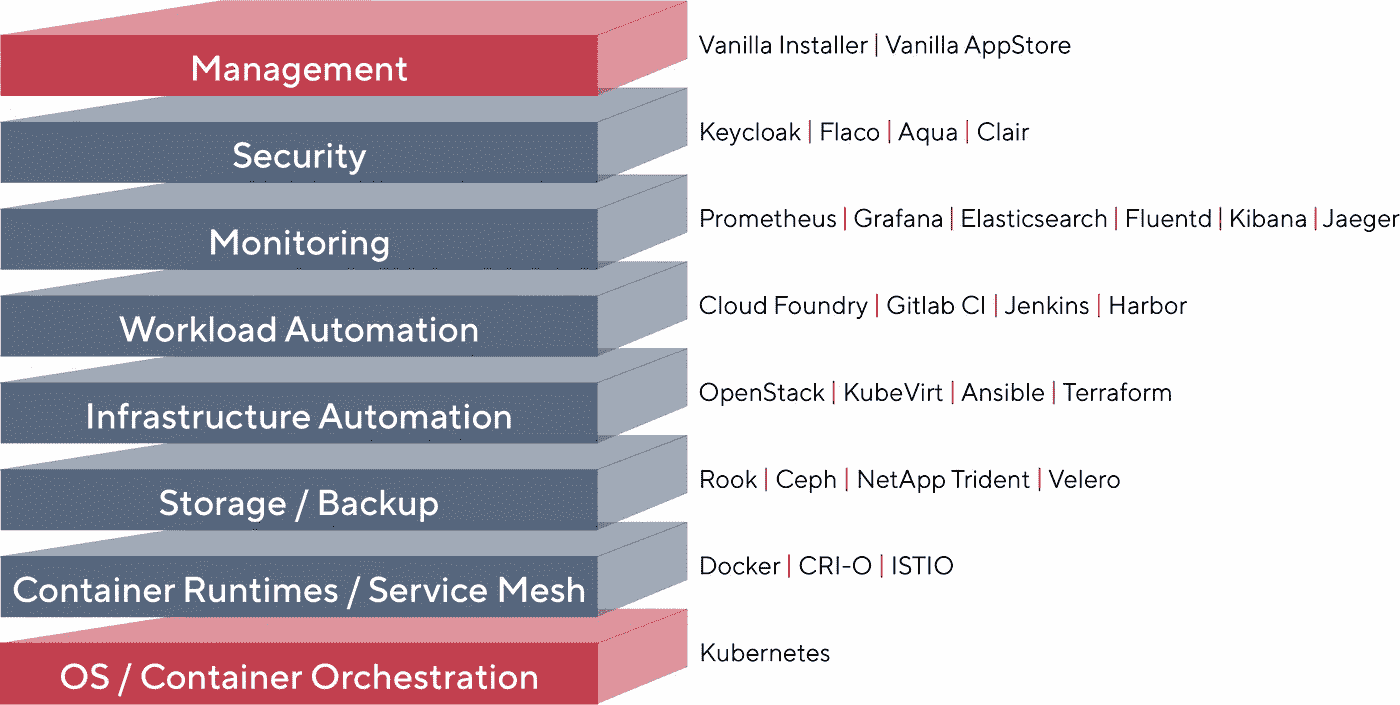 Management
Vanilla Installer | Vanilla AppStore
Security
Keycloak | Flaco | Aqua | Clair
Monitoring
Prometheus | Grafana | Elasticsearch | Fluentd | Kibana | Jaeger
Workload Automation
Cloud Foundry | Gitlab CI | Jenkins | Harbor
Infrastructure Automation
OpenStack | KubeVirt | Ansible | Terraform
Storage / Backup
Rook | Ceph | NetApp Trident | Velero
Container Runtimes / Service Mesh
Docker | CRI-O | ISTIO
OS / Container Orchestration
Kubernetes